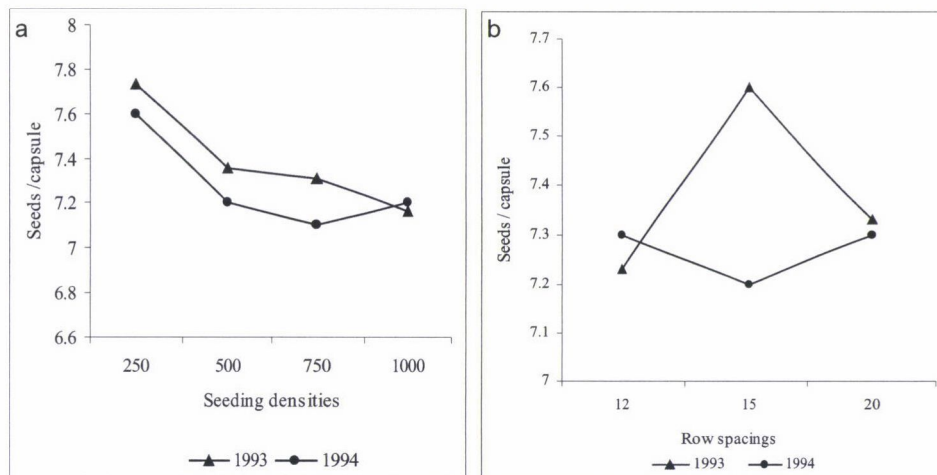 a
Seeds /capsule
8
7.8
7.6
7.4
7.2
7
6.8
6.6
250 500 750 1000
Seeding densities
1993 1994
b
Seeds / capsule
7.7
7.6
7.5
7.4
7.3
7.2
7.1
7
12 15 20
Row spacings
1993 1994